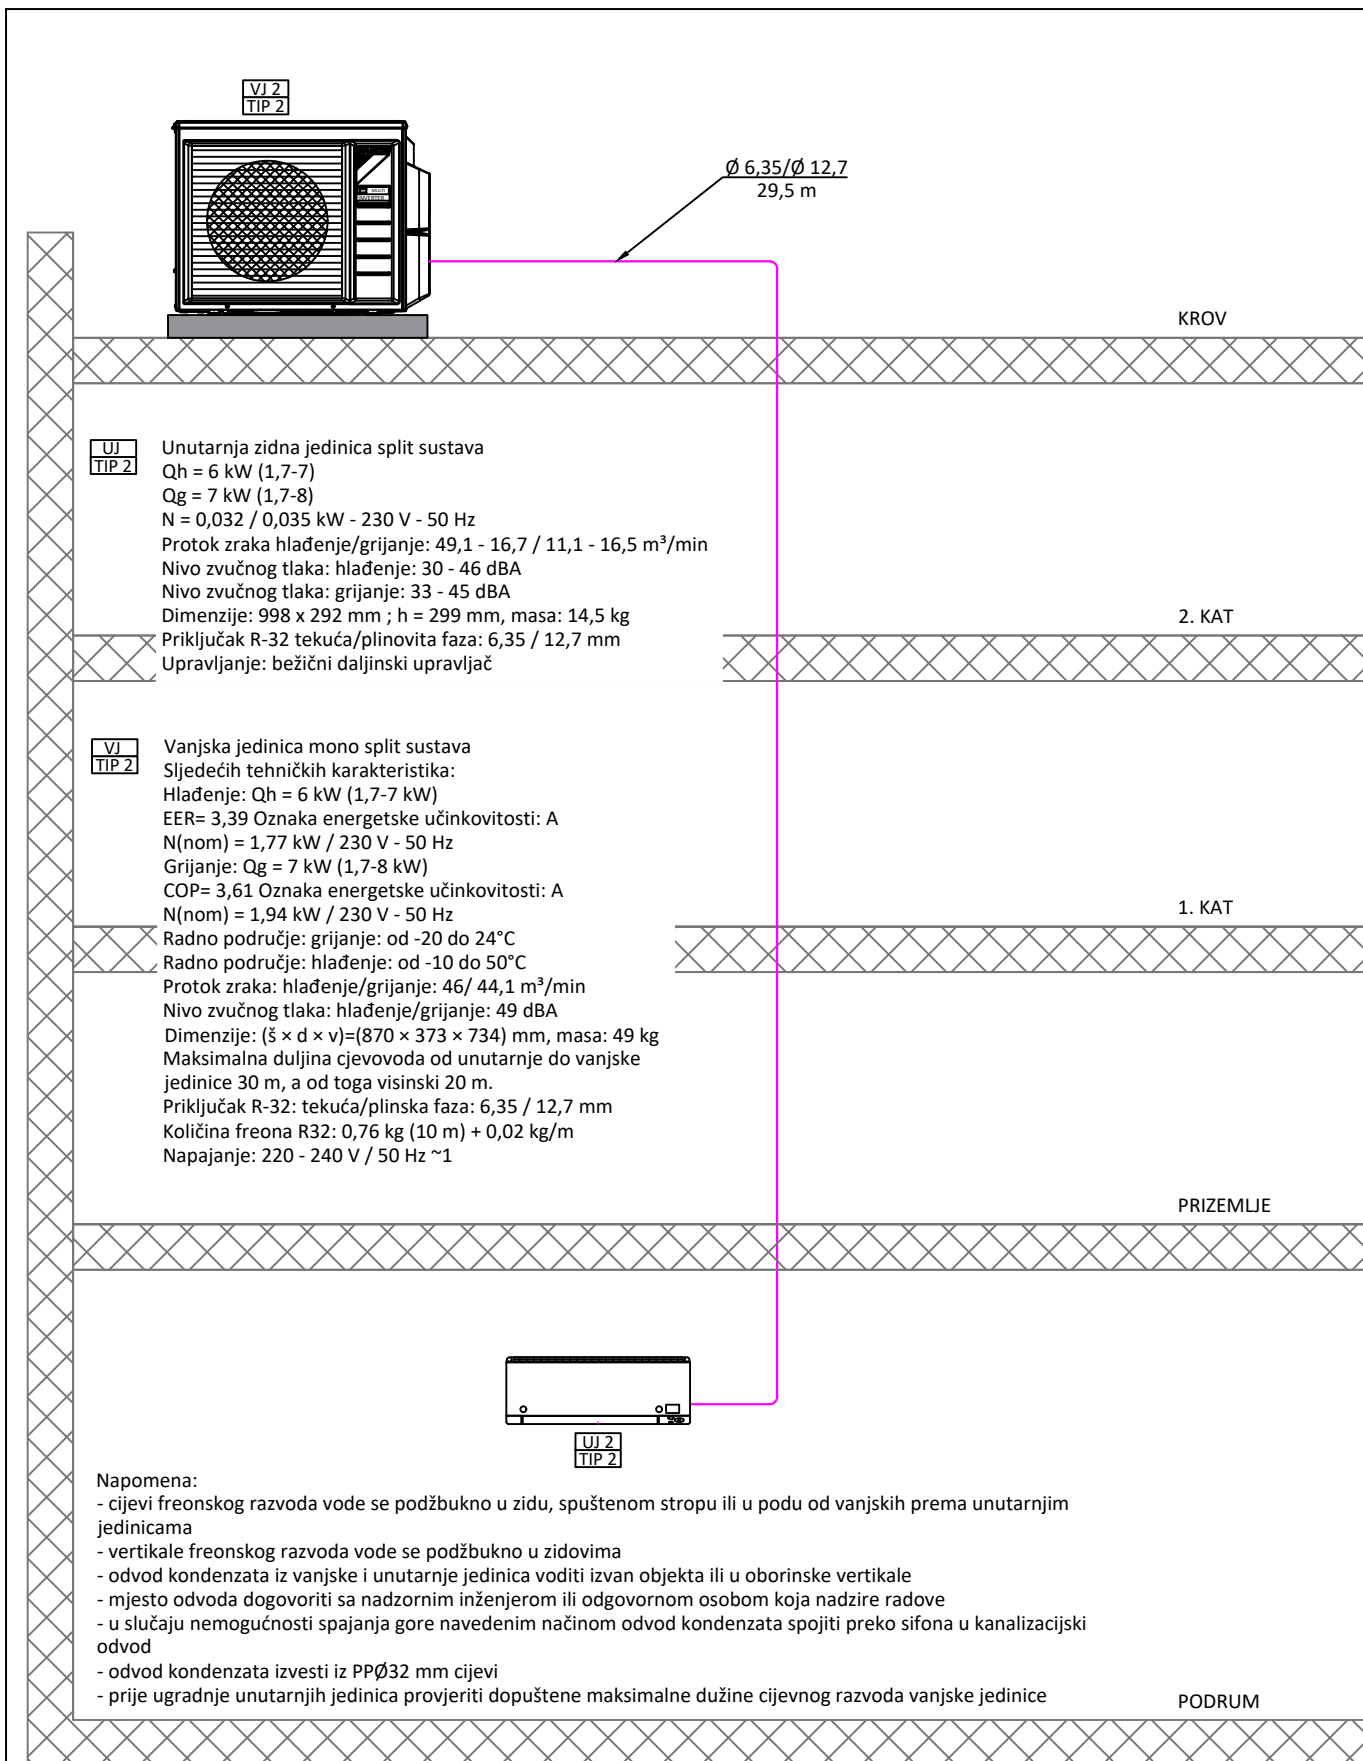 VJ 2
TIP 2
MULTI
INVERTER
Ø 6,35/Ø 12,7
29,5 m
KROV
UJ
TIP 2
Unutarnja zidna jedinica split sustava
Qh = 6 kW (1,7-7)
Qg = 7 kW (1,7-8)
N = 0,032 / 0,035 kW - 230 V - 50 Hz
Protok zraka hlađenje/grijanje: 49,1 - 16,7 / 11,1 - 16,5 m³/min
Nivo zvučnog tlaka: hlađenje: 30 - 46 dBA
Nivo zvučnog tlaka: grijanje: 33 - 45 dBA
Dimenzije: 998 x 292 mm ; h = 299 mm, masa: 14,5 kg
Priključak R-32 tekuća/plinovita faza: 6,35 / 12,7 mm
Upravljanje: bežični daljinski upravljač
2. KAT
VJ
TIP 2
Vanjska jedinica mono split sustava
Sljedećih tehničkih karakteristika:
Hlađenje: Qh = 6 kW (1,7-7 kW)
EER= 3,39 Oznaka energetske učinkovitosti: A
N(nom) = 1,77 kW / 230 V - 50 Hz
Grijanje: Qg = 7 kW (1,7-8 kW)
COP= 3,61 Oznaka energetske učinkovitosti: A
N(nom) = 1,94 kW / 230 V - 50 Hz
Radno područje: grijanje: od -20 do 24°C
Radno područje: hlađenje: od -10 do 50°C
Protok zraka: hlađenje/grijanje: 46/ 44,1 m³/min
Nivo zvučnog tlaka: hlađenje/grijanje: 49 dBA
Dimenzije: (š × d × v)=(870 × 373 × 734) mm, masa: 49 kg
Maksimalna duljina cjevovoda od unutarnje do vanjske
jedinice 30 m, a od toga visinski 20 m.
Priključak R-32: tekuća/plinska faza: 6,35 / 12,7 mm
Količina freona R32: 0,76 kg (10 m) + 0,02 kg/m
Napajanje: 220 - 240 V / 50 Hz ~1
1. KAT
PRIZEMLJE
UJ 2
TIP 2
Napomena:
- cijevi freonskog razvoda vode se podžbukno u zidu, spuštenom stropu ili u podu od vanjskih prema unutarnjim
jedinicama
- vertikale freonskog razvoda vode se podžbukno u zidovima
- odvod kondenzata iz vanjske i unutarnje jedinica voditi izvan objekta ili u oborinske vertikale
- mjesto odvoda dogovoriti sa nadzornim inženjerom ili odgovornom osobom koja nadzire radove
- u slučaju nemogućnosti spajanja gore navedenim načinom odvod kondenzata spojiti preko sifona u kanalizacijski
odvod
- odvod kondenzata izvesti iz PPØ32 mm cijevi
- prije ugradnje unutarnjih jedinica provjeriti dopuštene maksimalne dužine cijevnog razvoda vanjske jedinice
PODRUM